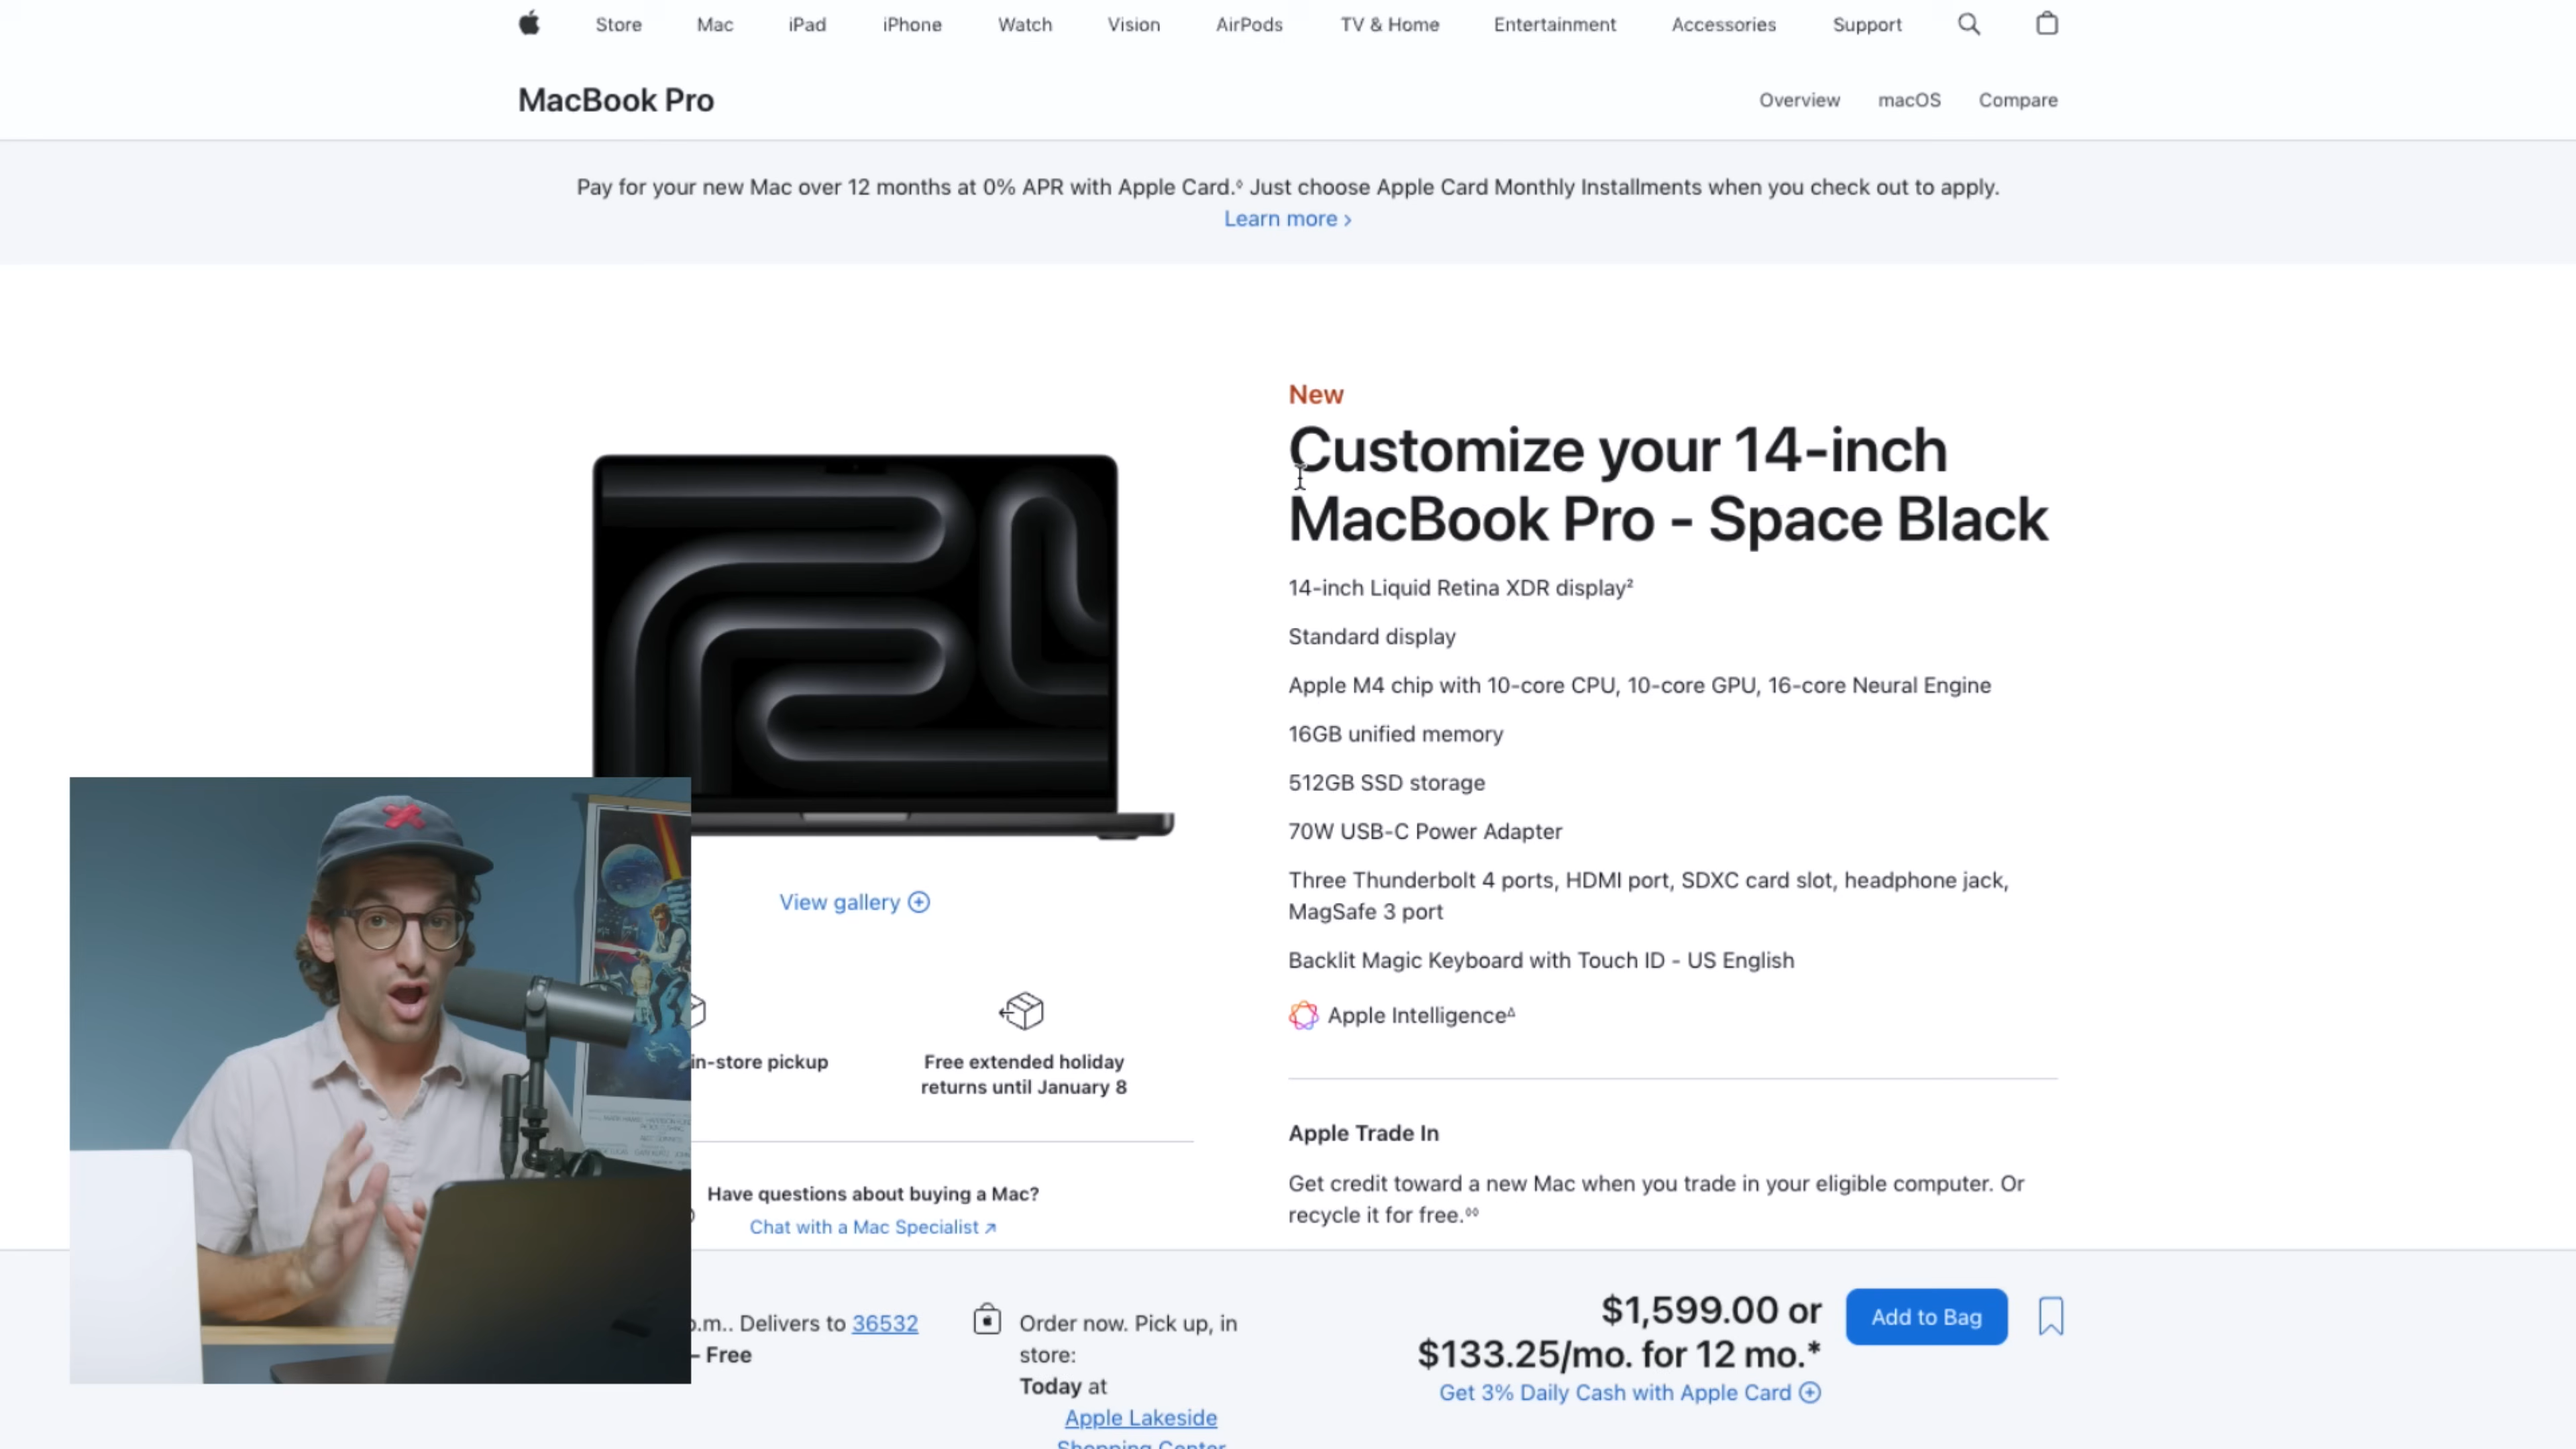 Store Mac iPad iPhone Watch Vision AirPods TV & Home Entertainment Accessories Support
MacBook Pro
Overview macOS Compare
Pay for your new Mac over 12 months at 0% APR with Apple Card.◊ Just choose Apple Card Monthly Installments when you check out to apply.
Learn more >
New
Customize your 14-inch
MacBook Pro - Space Black
14-inch Liquid Retina XDR display²
Standard display
Apple M4 chip with 10-core CPU, 10-core GPU, 16-core Neural Engine
16GB unified memory
512GB SSD storage
70W USB-C Power Adapter
Three Thunderbolt 4 ports, HDMI port, SDXC card slot, headphone jack,
MagSafe 3 port
Backlit Magic Keyboard with Touch ID - US English
Apple Intelligence∆
View gallery
in-store pickup
Free extended holiday
returns until January 8
Have questions about buying a Mac?
Chat with a Mac Specialist ↗
Apple Trade In
Get credit toward a new Mac when you trade in your eligible computer. Or
recycle it for free.◊◊
p.m.. Delivers to 36532
– Free
Order now. Pick up, in
store:
Today at
Apple Lakeside
Shopping Center
$1,599.00 or
$133.25/mo. for 12 mo.*
Get 3% Daily Cash with Apple Card
Add to Bag